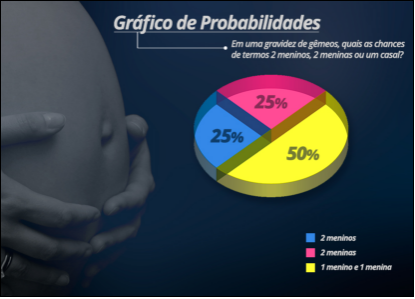 Gráfico de Probabilidades
Em uma gravidez de gêmeos, quais as chances
de termos 2 meninos, 2 meninas ou um casal?
25%
25%
50%
2 meninos
2 meninas
1 menino e 1 menina